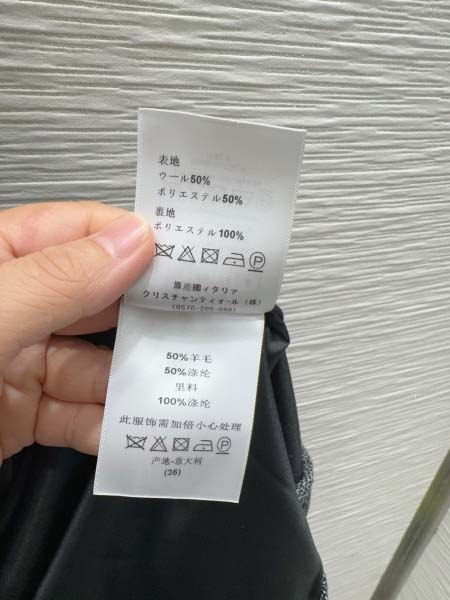 表地
ウール50%
ポリエステル50%
裏地
ポリエステル100%
原産國イタリア
クリスチャンディオール (株)
50%羊毛
50%涤纶
里料
100%涤纶
此服饰需加倍小心处理
产地-意大利
(36)